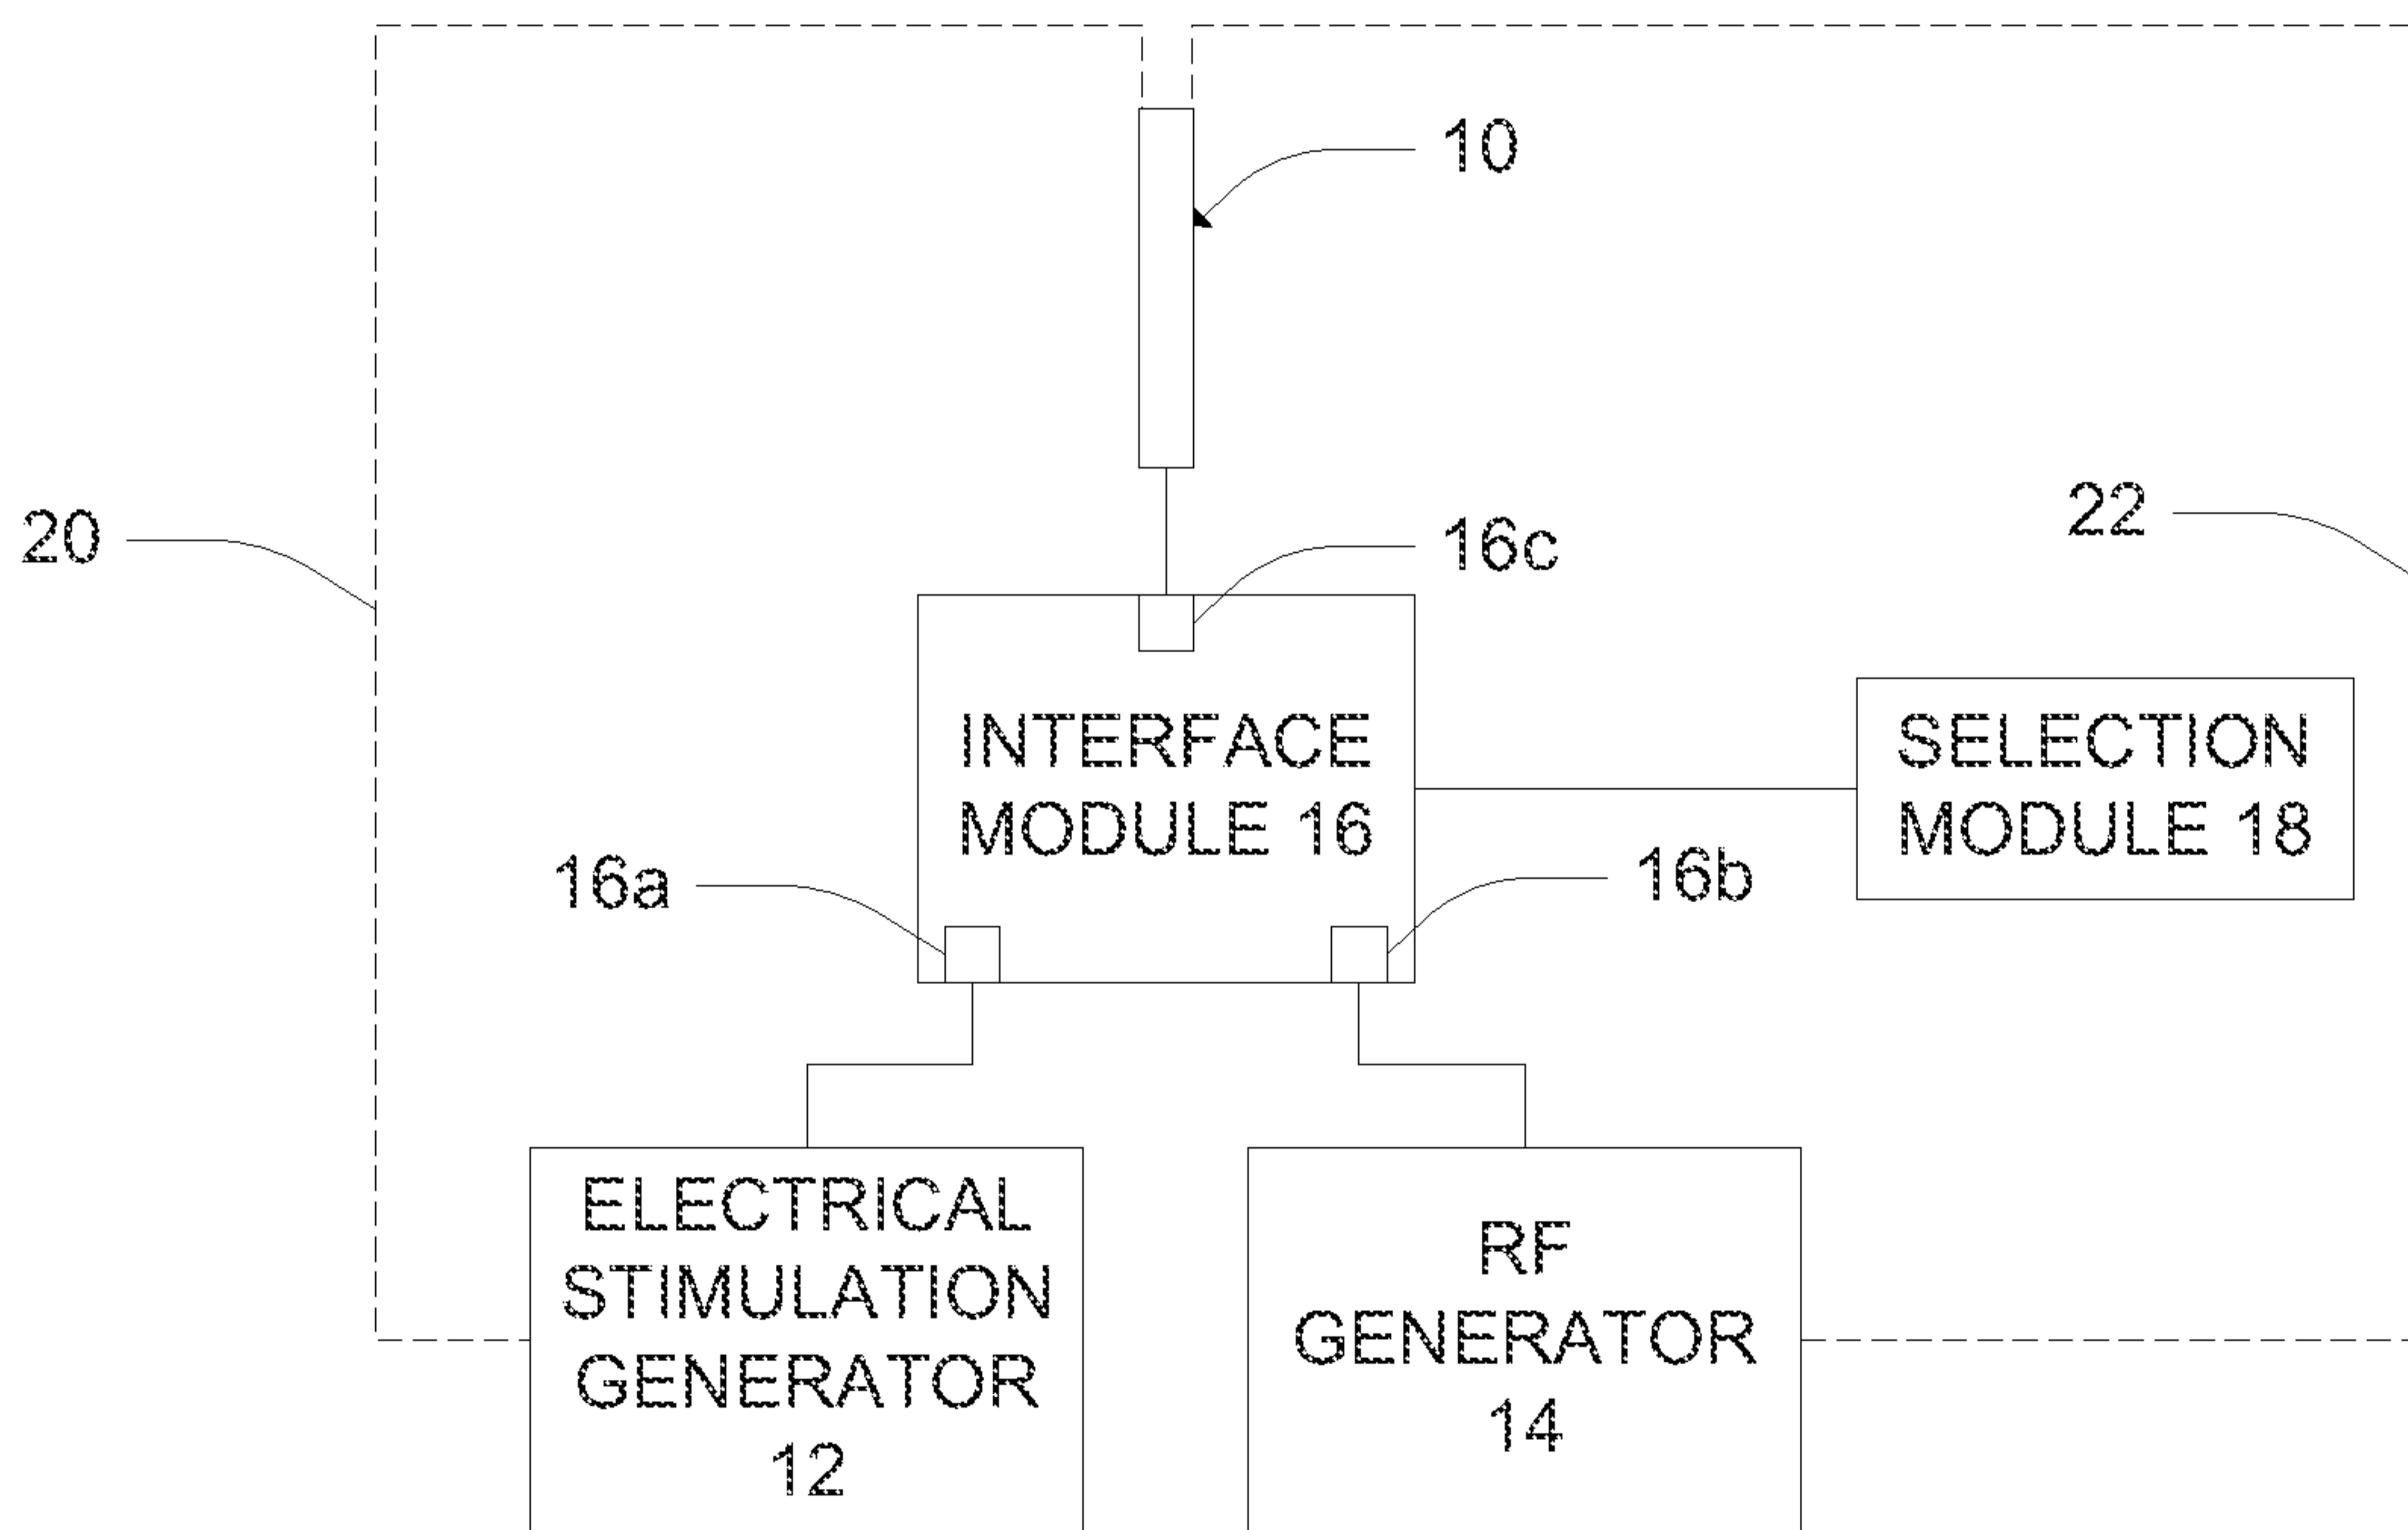 10
20
16c
22
INTERFACE
MODULE 16
SELECTION
MODULE 18
16a
16b
ELECTRICAL
STIMULATION
GENERATOR
12
RF
GENERATOR
14